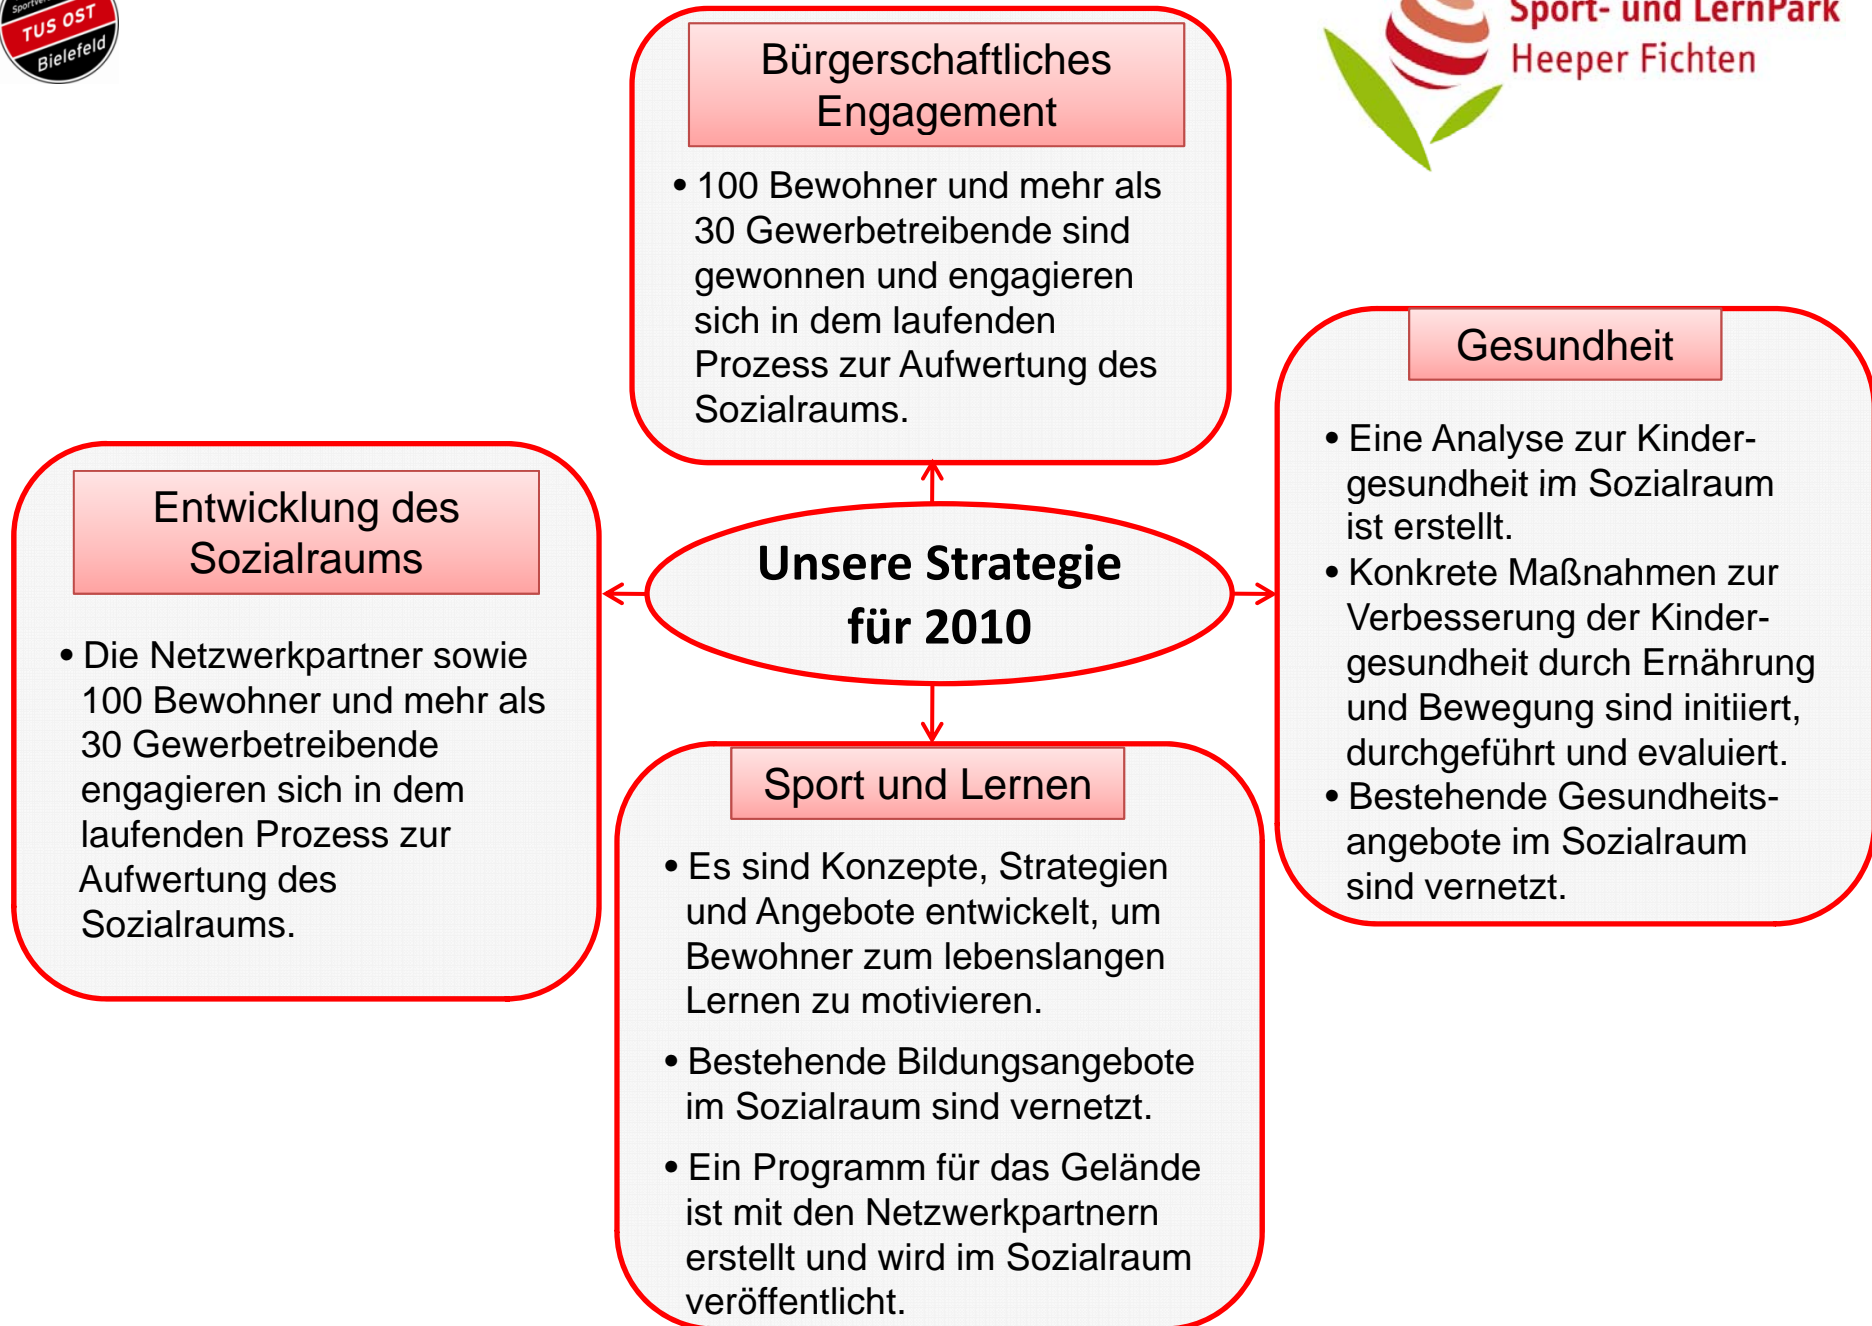 TUS OST
Bielefeld
Sport- und LernPark
Heeper Fichten
Bürgerschaftliches
Engagement
• 100 Bewohner und mehr als
30 Gewerbetreibende sind
gewonnen und engagieren
sich in dem laufenden
Prozess zur Aufwertung des
Sozialraums.
Gesundheit
• Eine Analyse zur Kinder-
gesundheit im Sozialraum
ist erstellt.
• Konkrete Maßnahmen zur
Verbesserung der Kinder-
gesundheit durch Ernährung
und Bewegung sind initiiert,
durchgeführt und evaluiert.
• Bestehende Gesundheits-
angebote im Sozialraum
sind vernetzt.
Entwicklung des
Sozialraums
• Die Netzwerkpartner sowie
100 Bewohner und mehr als
30 Gewerbetreibende
engagieren sich in dem
laufenden Prozess zur
Aufwertung des
Sozialraums.
Unsere Strategie
für 2010
Sport und Lernen
• Es sind Konzepte, Strategien
und Angebote entwickelt, um
Bewohner zum lebenslangen
Lernen zu motivieren.
• Bestehende Bildungsangebote
im Sozialraum sind vernetzt.
• Ein Programm für das Gelände
ist mit den Netzwerkpartnern
erstellt und wird im Sozialraum
veröffentlicht.